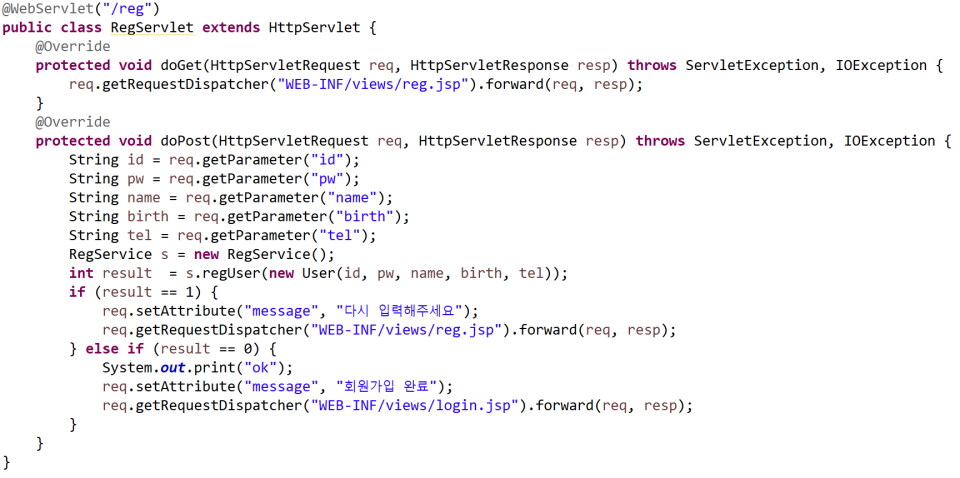 @WebServlet("/reg")
public class RegServlet extends HttpServlet {
    @Override
    protected void doGet(HttpServletRequest req, HttpServletResponse resp) throws ServletException, IOException {
        req.getRequestDispatcher("WEB-INF/views/reg.jsp").forward(req, resp);
    }
    @Override
    protected void doPost(HttpServletRequest req, HttpServletResponse resp) throws ServletException, IOException {
        String id = req.getParameter("id");
        String pw = req.getParameter("pw");
        String name = req.getParameter("name");
        String birth = req.getParameter("birth");
        String tel = req.getParameter("tel");
        RegService s = new RegService();
        int result  = s.regUser(new User(id, pw, name, birth, tel));
        if (result == 1) {
            req.setAttribute("message", "다시 입력해주세요");
            req.getRequestDispatcher("WEB-INF/views/reg.jsp").forward(req, resp);
        } else if (result == 0) {
            System.out.print("ok");
            req.setAttribute("message", "회원가입 완료");
            req.getRequestDispatcher("WEB-INF/views/login.jsp").forward(req, resp);
        }
    }
}